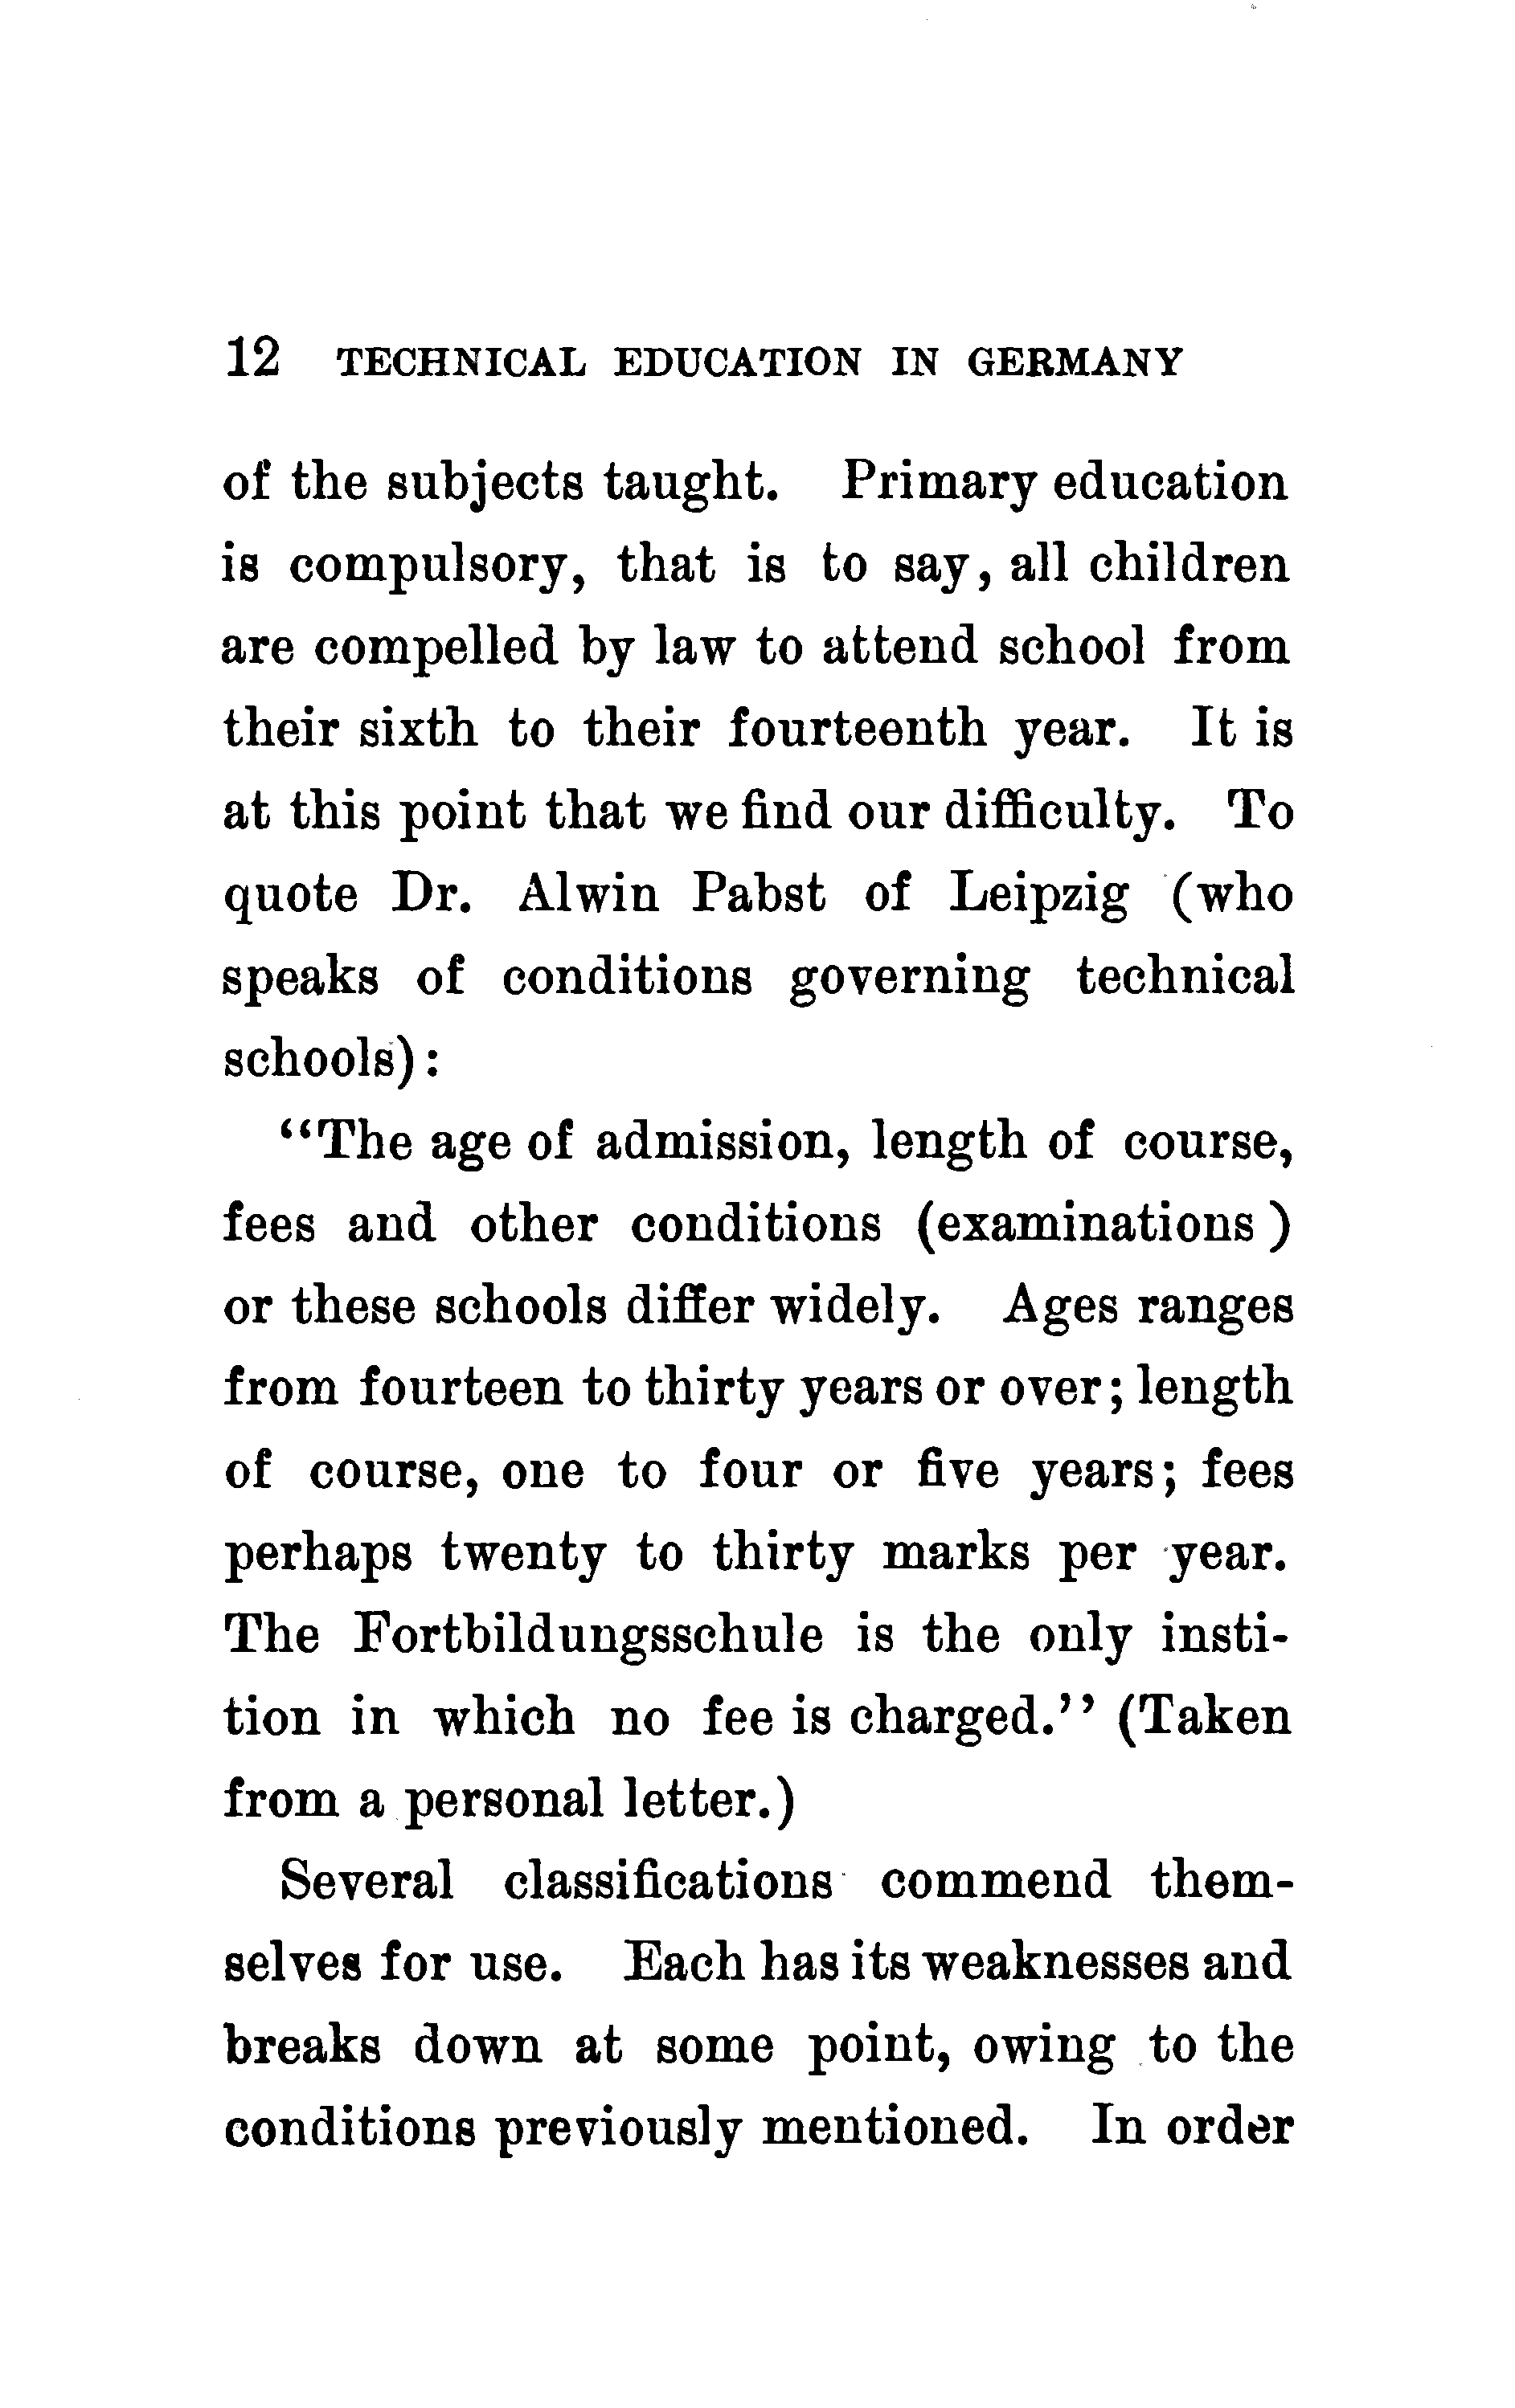 12 TECHNICAL EDUCATION IN GERMANY
of the subjects taught. Primary education
is compulsory, that is to say, all children
are compelled by law to attend school from
their sixth to their fourteenth year. It is
at this point that we find our difficulty. To
quote Dr. Alwin Pabst of Leipzig (who
speaks of conditions governing technical
schools):
“The age of admission, length of course,
fees and other conditions (examinations)
or these schools differ widely. Ages ranges
from fourteen to thirty years or over; length
of course, one to four or five years; fees
perhaps twenty to thirty marks per year.
The Fortbildungsschule is the only insti-
tion in which no fee is charged.’’ (Taken
from a personal letter.)
Several classifications commend them-
selves for use. Each has its weaknesses and
breaks down at some point, owing to the
conditions previously mentioned. In order